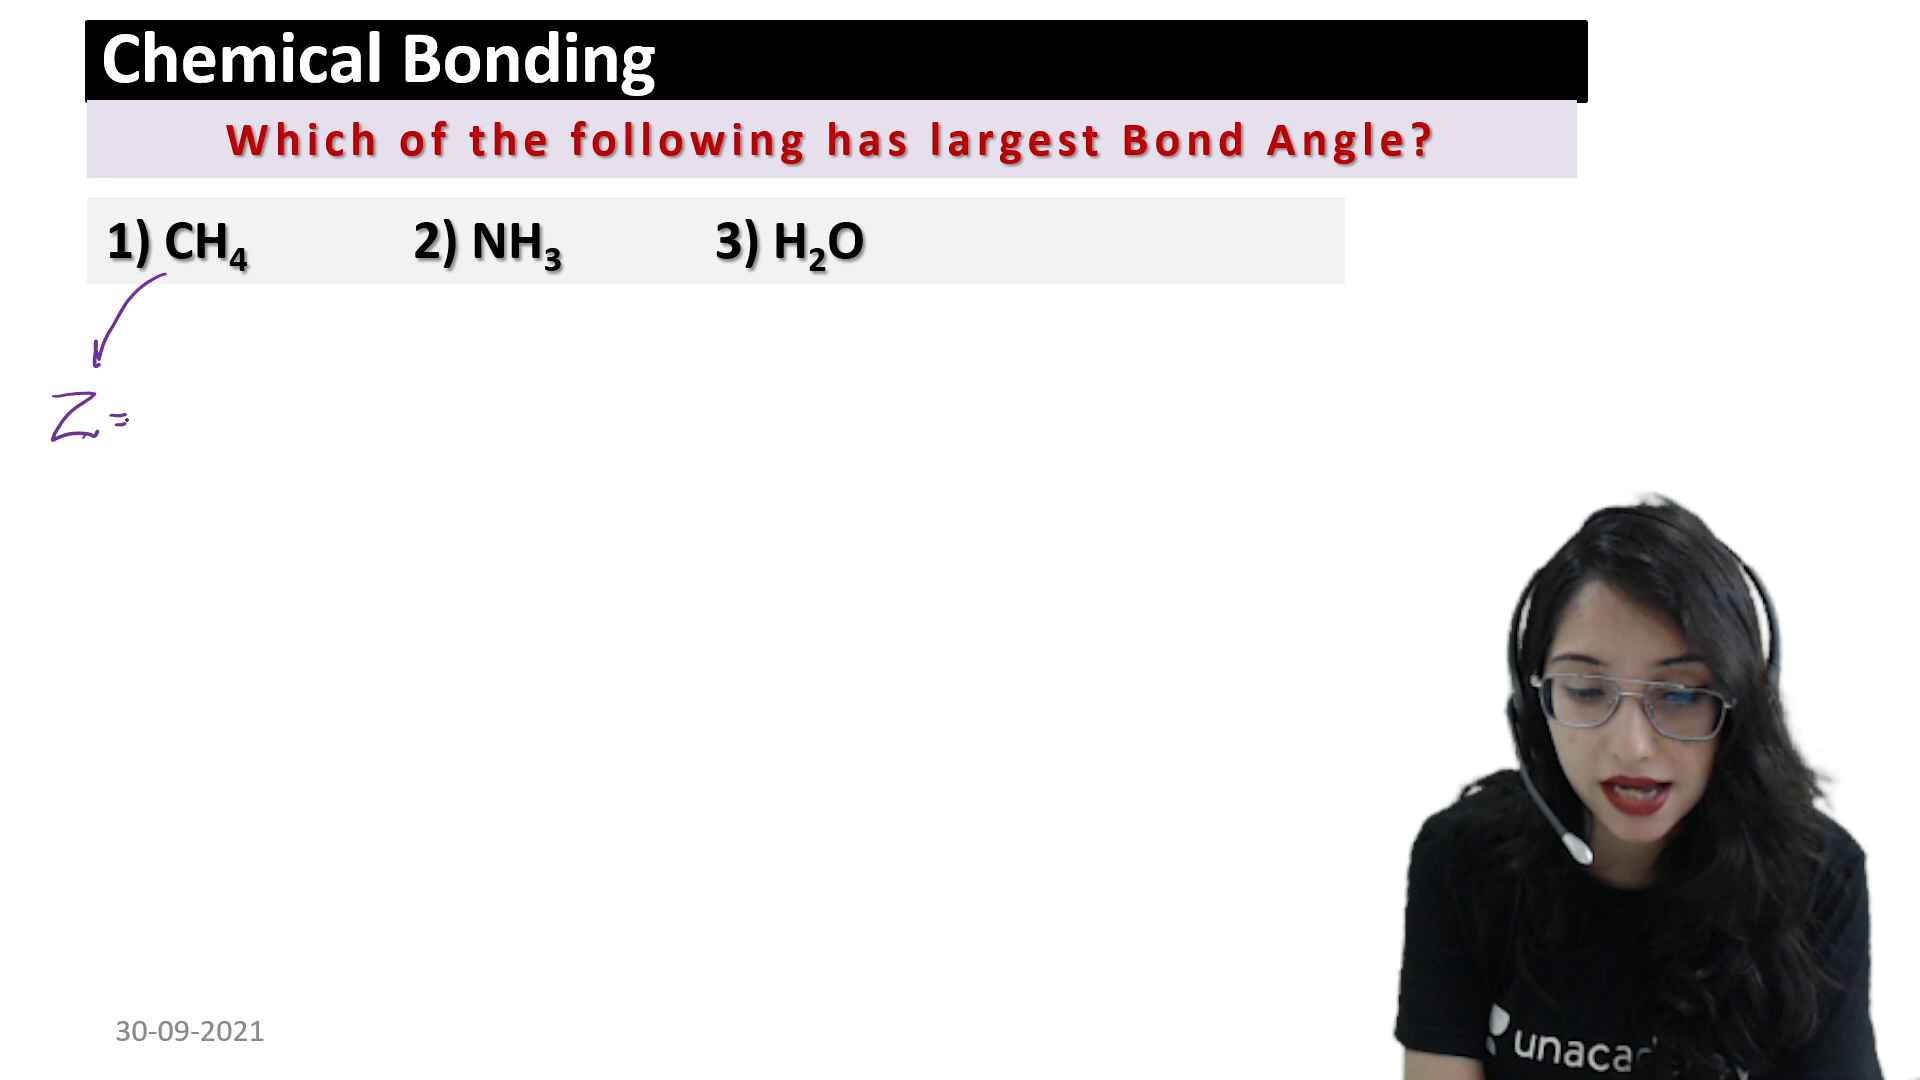 Chemical Bonding
Which of the following has largest Bond Angle?
1) CH₄ 2) NH₃ 3) H₂O
Z =
30-09-2021